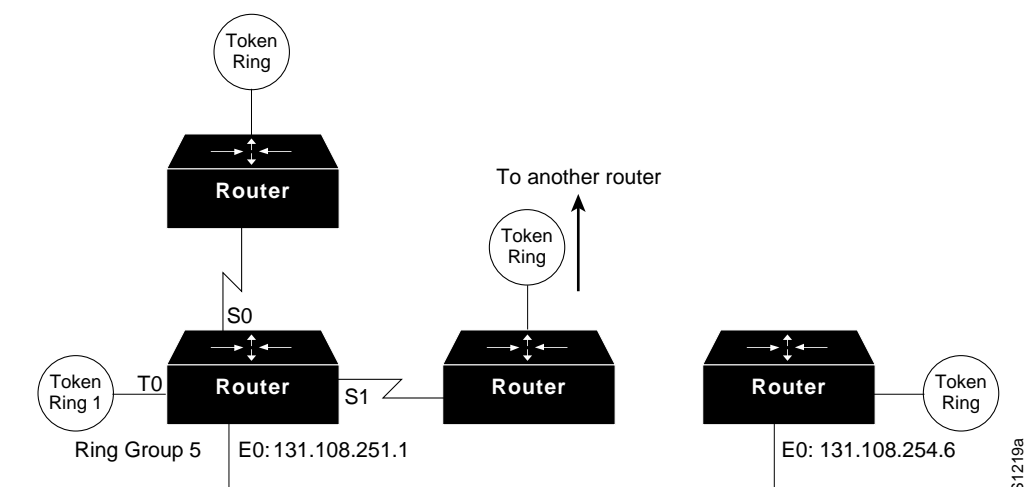 Token
Ring
Router
To another router
Token
Ring
S0
Token
Ring 1
T0
Router
S1
Router
Router
Token
Ring
Ring Group 5
E0: 131.108.251.1
E0: 131.108.254.6
S1219a